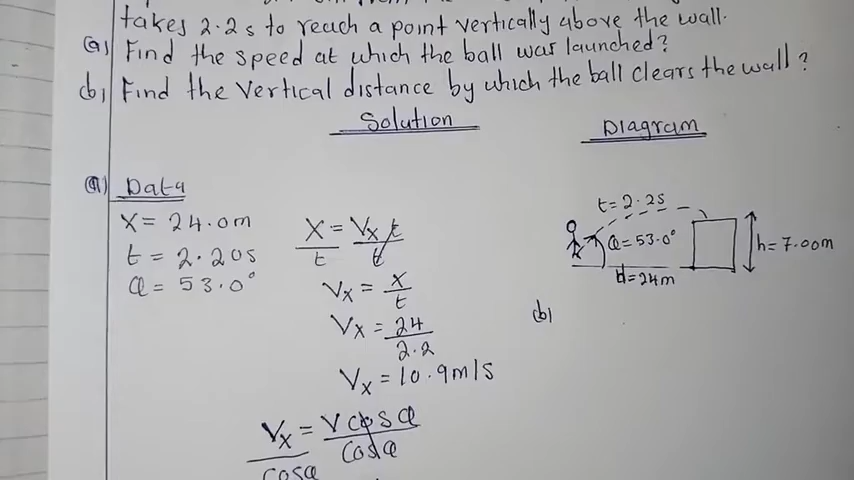 takes 2.2s to reach a point vertically above the wall.
(a) Find the speed at which the ball was launched?
(b) Find the vertical distance by which the ball clears the wall?
Solution
Diagram
(a) Data
X = 24.0m
t = 2.20s
θ = 53.0°
X = Vx t
t t
Vx = x
t
Vx = 24
2.2
Vx = 10.9m/s
Vx = V cosθ
cosθ cosθ
t= 2.2s
θ=53.0°
h=7.00m
d=24m
(b)